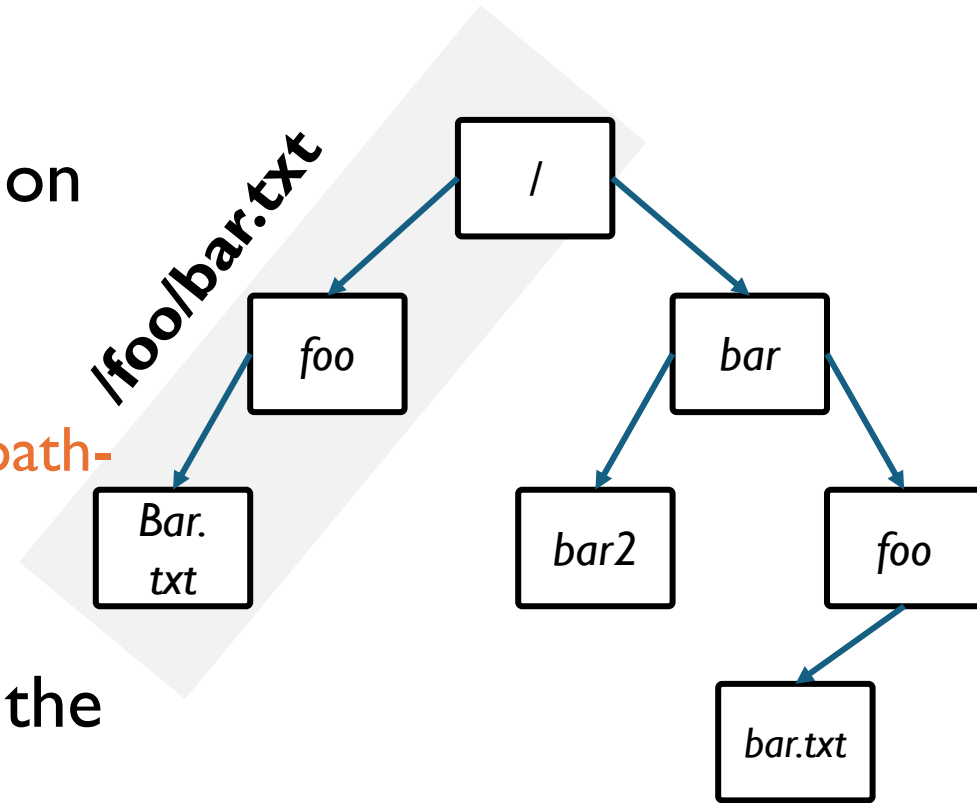 /
on
/foo/bar.txt
foo
bar
path-
Bar.
txt
bar2
foo
the
bar.txt